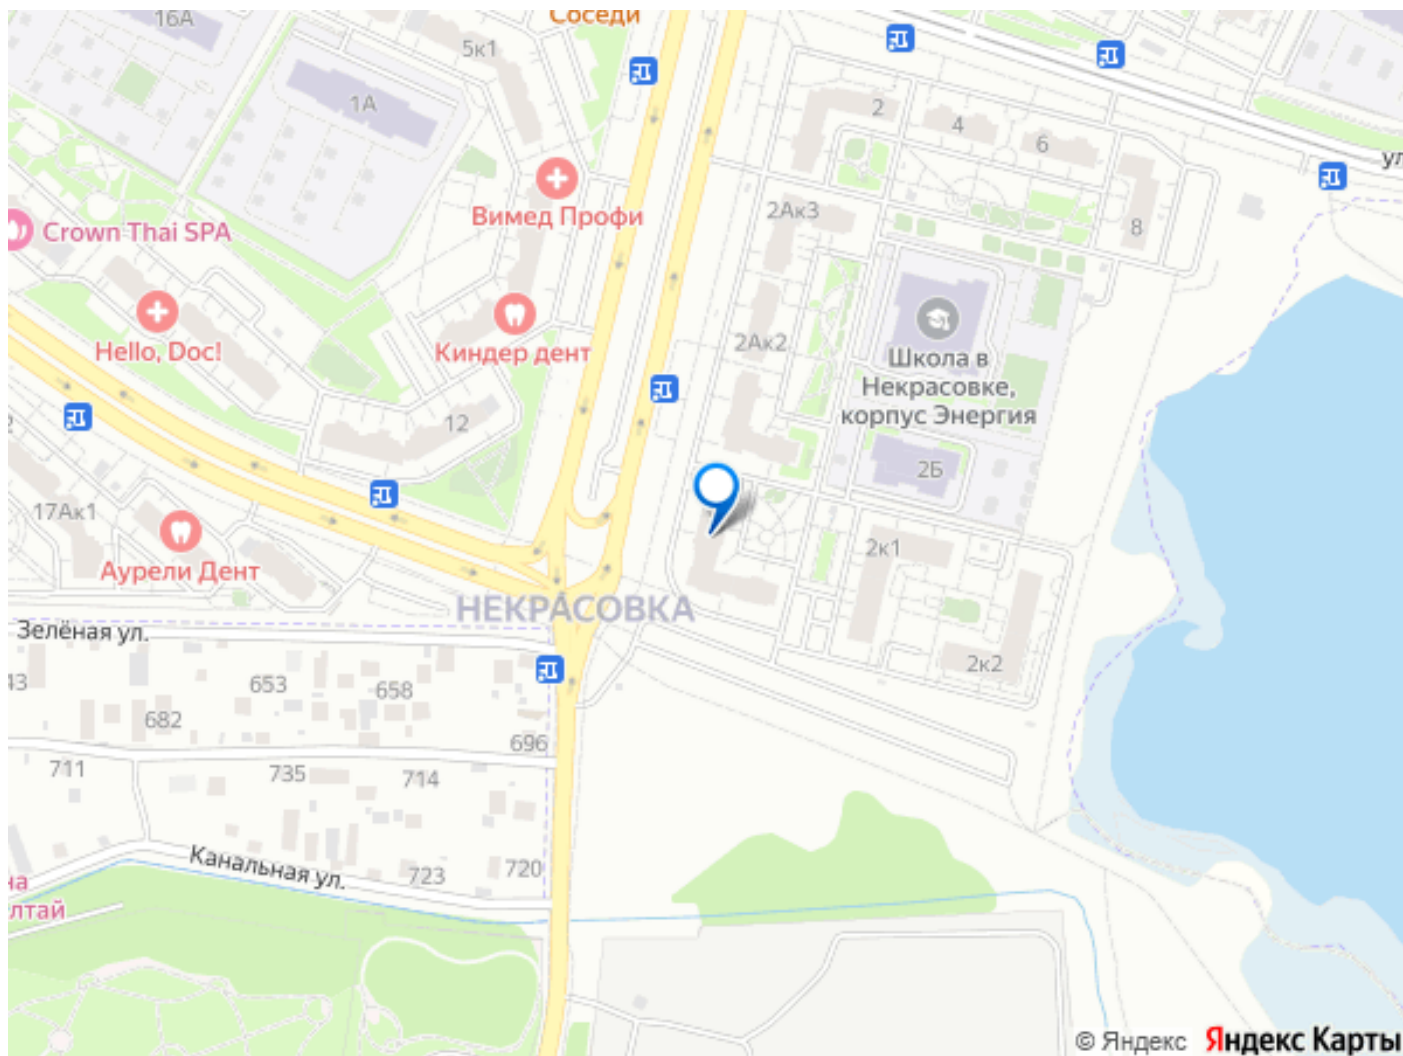 Соседи
16А
5к1
1А
2
4
6
Вимед Профи
2Ак3
8
Crown Thai SPA
Hello, Doc!
Киндер дент
2Ак2
Школа в
Некрасовке,
корпус Энергия
12
2Б
17Ак1
Аурели Дент
2к1
НЕКРАСОВКА
Зелёная ул.
2к2
653
658
682
696
711
735
714
Канальная ул.
723
720
лтай
© Яндекс Яндекс Карты